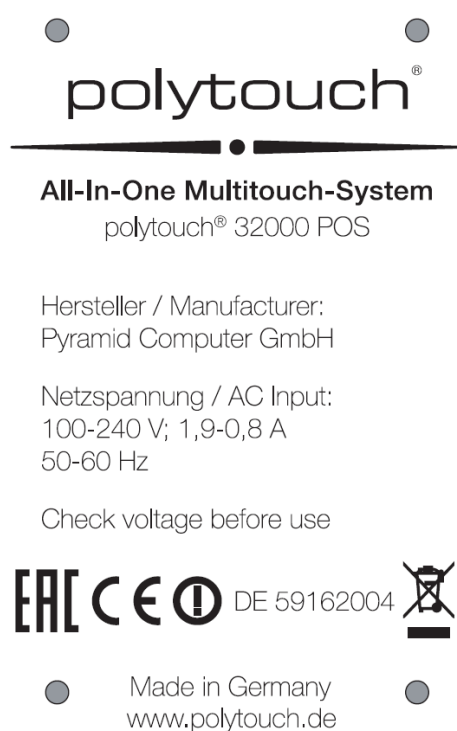 polytouch®
All-In-One Multitouch-System
polytouch® 32000 POS
Hersteller / Manufacturer:
Pyramid Computer GmbH
Netzspannung / AC Input:
100-240 V; 1,9-0,8 A
50-60 Hz
Check voltage before use
EAC CE DE 59162004
Made in Germany
www.polytouch.de